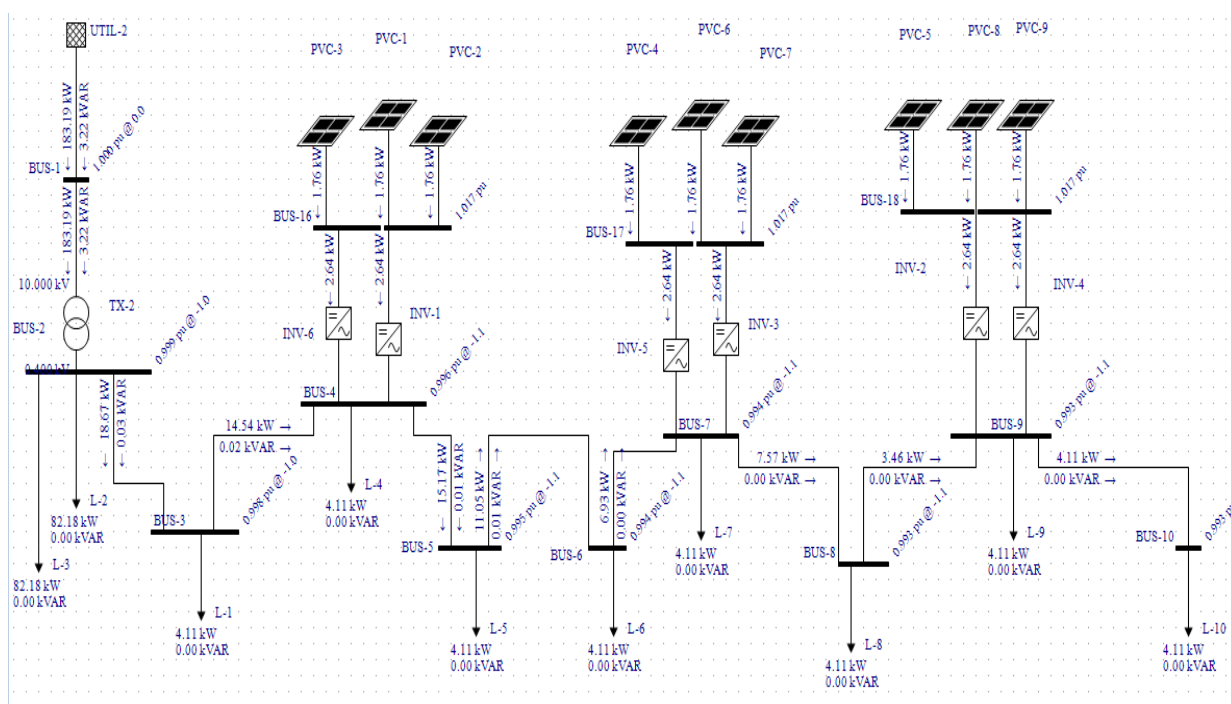 UTIL-2
← 183.19 kW
← 3.22 kVAR
BUS-1
1.000 pu @ 0.0
← 183.19 kW
← 3.22 kVAR
10.000 kV
TX-2
BUS-2
0.400 kV
0.999 pu @ -1.0
← 18.67 kW
← 0.03 kVAR
L-3
82.18 kW
0.00 kVAR
L-2
82.18 kW
0.00 kVAR
BUS-3
0.998 pu @ -1.0
L-1
4.11 kW
0.00 kVAR
14.54 kW →
0.02 kVAR →
PVC-3
PVC-1
PVC-2
← 1.76 kW
← 1.76 kW
← 1.76 kW
BUS-16
1.017 pu
← 2.64 kW
← 2.64 kW
INV-6
INV-1
BUS-4
0.996 pu @ -1.1
L-4
4.11 kW
0.00 kVAR
← 15.17 kW
← 0.01 kVAR
BUS-5
0.995 pu @ -1.1
L-5
4.11 kW
0.00 kVAR
11.05 kW →
0.01 kVAR →
BUS-6
0.994 pu @ -1.1
L-6
4.11 kW
0.00 kVAR
6.93 kW →
0.00 kVAR →
PVC-4
PVC-6
PVC-7
← 1.76 kW
← 1.76 kW
← 1.76 kW
BUS-17
1.017 pu
← 2.64 kW
← 2.64 kW
INV-5
INV-3
BUS-7
0.994 pu @ -1.1
L-7
4.11 kW
0.00 kVAR
7.57 kW →
0.00 kVAR →
BUS-8
0.993 pu @ -1.1
L-8
4.11 kW
0.00 kVAR
3.46 kW →
0.00 kVAR →
PVC-5
PVC-8
PVC-9
← 1.76 kW
← 1.76 kW
← 1.76 kW
BUS-18
1.017 pu
← 2.64 kW
← 2.64 kW
INV-2
INV-4
BUS-9
0.993 pu @ -1.1
L-9
4.11 kW
0.00 kVAR
4.11 kW →
0.00 kVAR →
BUS-10
L-10
4.11 kW
0.00 kVAR